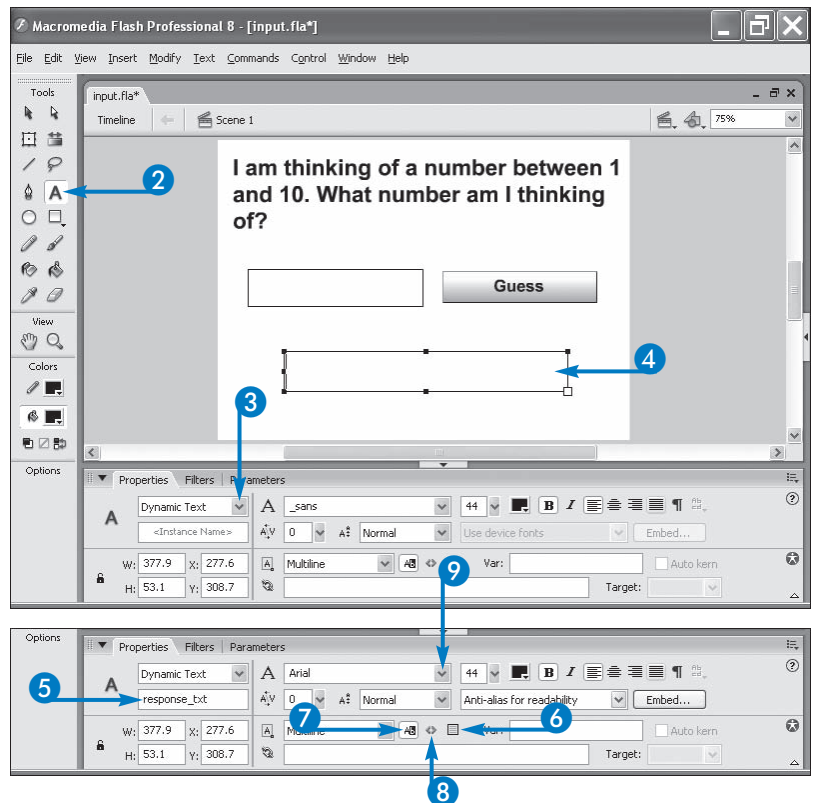 Macromedia Flash Professional 8 - [input.fla*]
File Edit View Insert Modify Text Commands Control Window Help
Tools
input.fla*
Timeline Scene 1 75%
I am thinking of a number between 1
and 10. What number am I thinking
of?
2
Guess
View
4
Colors
3
Options
Properties Filters Parameters
Dynamic Text A _sans 44 B I
A <Instance Name> A|V 0 Normal Use device fonts Embed...
W: 377.9 X: 277.6 A Multiline AB <> Var: Auto kern
H: 53.1 Y: 308.7 Target:
9
Options
Properties Filters Parameters
Dynamic Text A Arial 44 B I
5 A response_txt A|V 0 Normal Anti-alias for readability Embed...
7 6
W: 377.9 X: 277.6 A AB <> Var: Auto kern
H: 53.1 Y: 308.7 Target:
8